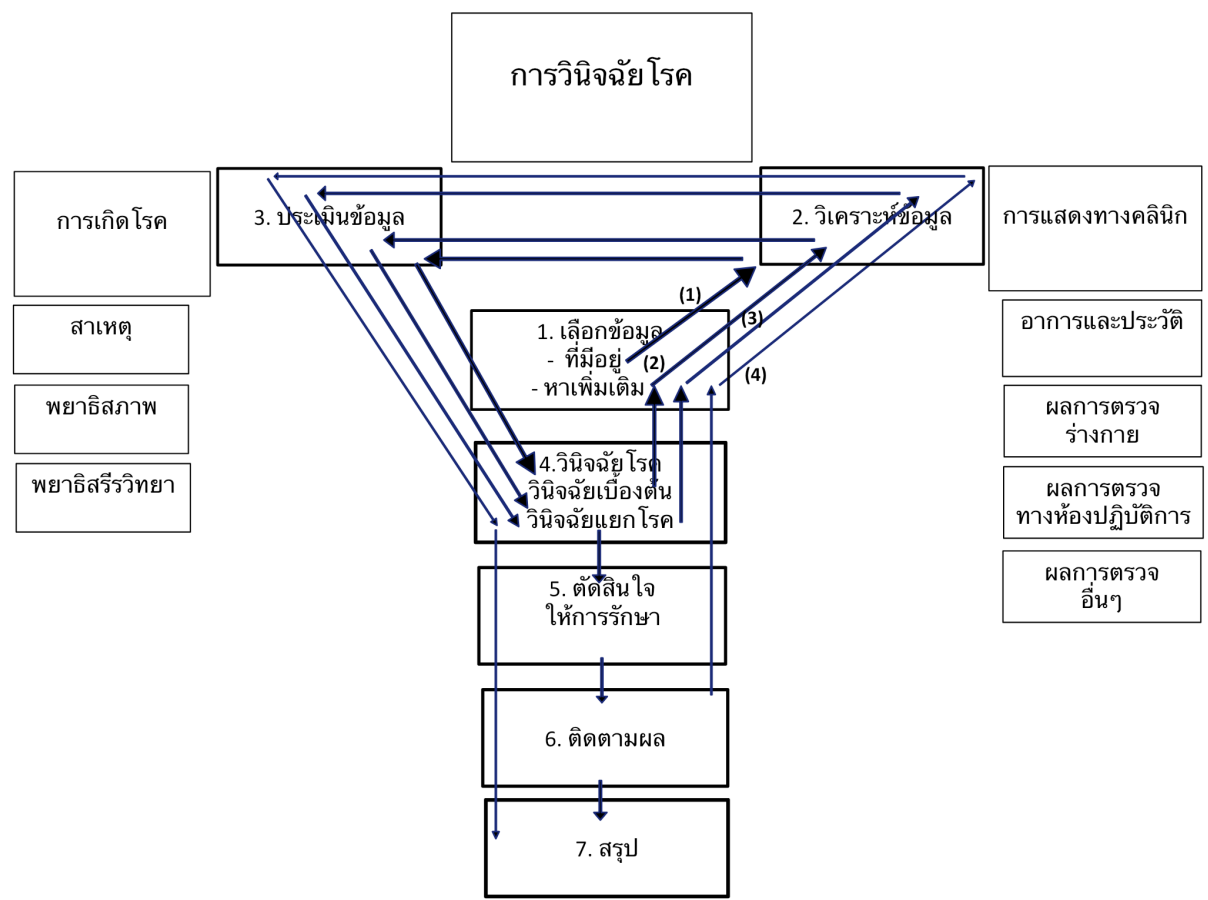 การวินิจฉัยโรค
การเกิดโรค
3. ประเมินข้อมูล
2. วิเคราะห์ข้อมูล
การแสดงทางคลินิก
สาเหตุ
พยาธิสภาพ
พยาธิสรีรวิทยา
(1)
1. เลือกข้อมูล
- ที่มีอยู่
- หาเพิ่มเติม
(2)
(3)
(4)
อาการและประวัติ
ผลการตรวจ
ร่างกาย
ผลการตรวจ
ทางห้องปฏิบัติการ
ผลการตรวจ
อื่นๆ
4.วินิจฉัยโรค
วินิจฉัยเบื้องต้น
วินิจฉัยแยกโรค
5. ตัดสินใจ
ให้การรักษา
6. ติดตามผล
7. สรุป